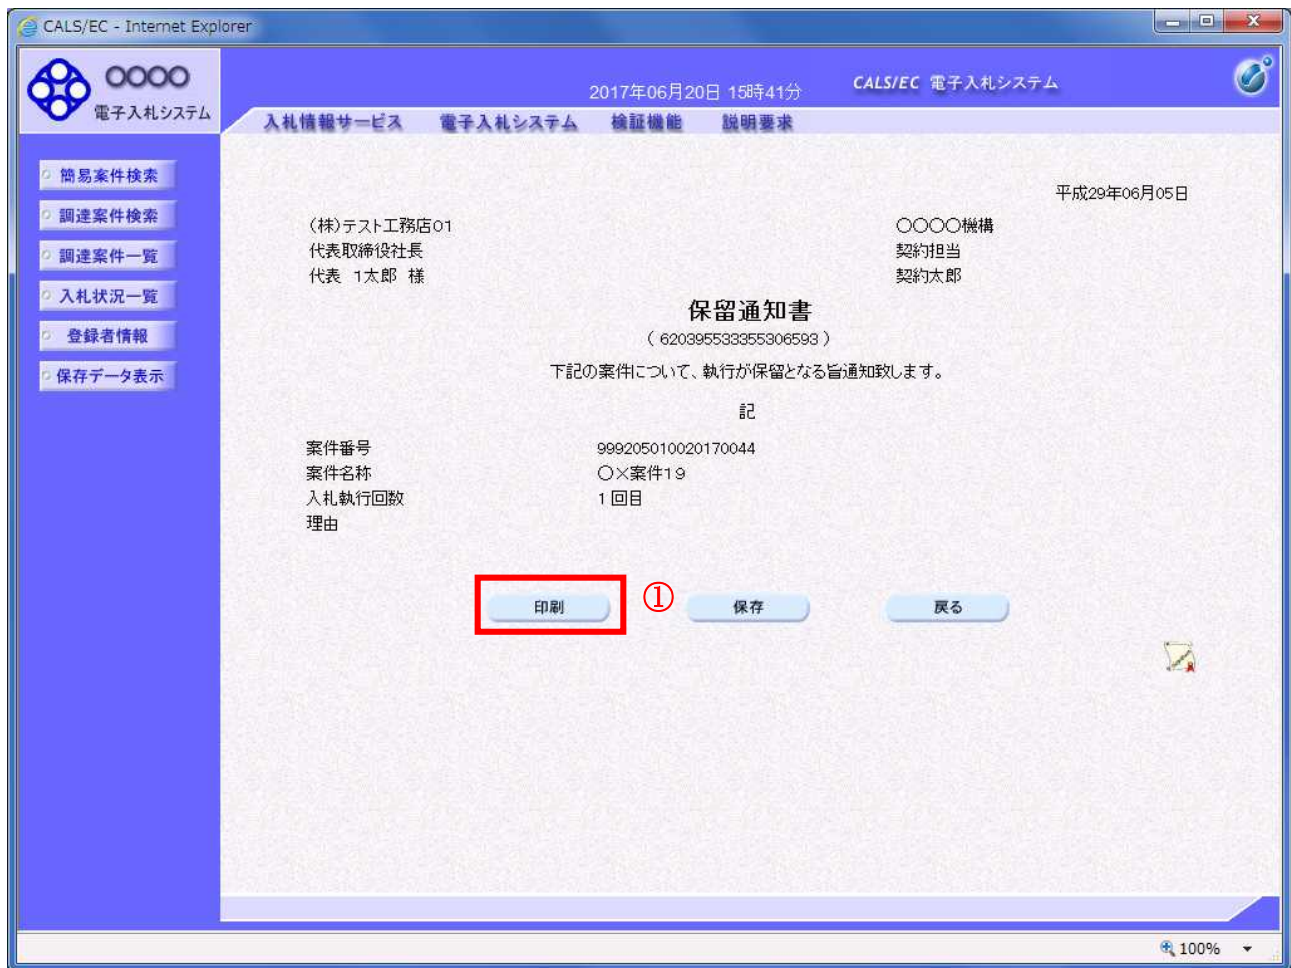 CALS/EC - Internet Explorer
〇〇〇〇
電子入札システム
2017年06月20日 15時41分
CALS/EC 電子入札システム
入札情報サービス 電子入札システム 検証機能 説明要求
簡易案件検索
調達案件検索
調達案件一覧
入札状況一覧
登録者情報
保存データ表示
平成29年06月05日
(株)テスト工務店01
〇〇〇〇機構
代表取締役社長
契約担当
代表 1太郎 様
契約太郎
保留通知書
( 620395533355306593 )
下記の案件について、執行が保留となる旨通知致します。
記
案件番号 999205010020170044
案件名称 〇×案件19
入札執行回数 1回目
理由
印刷 ① 保存 戻る
100%